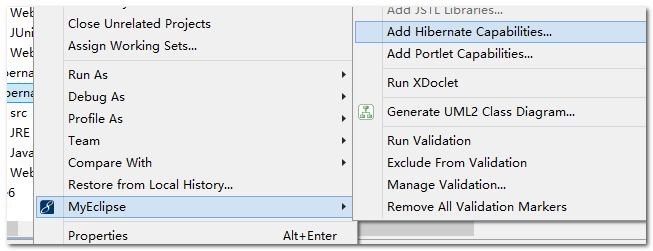 Web
JUni
Web
berna
berna
src
JRE
Java
Web
6
Close Unrelated Projects
Assign Working Sets...
Run As
Debug As
Profile As
Team
Compare With
Restore from Local History...
MyEclipse
Properties Alt+Enter
Add JSTL Libraries...
Add Hibernate Capabilities...
Add Portlet Capabilities...
Run XDoclet
Generate UML2 Class Diagram...
Run Validation
Exclude From Validation
Manage Validation...
Remove All Validation Markers